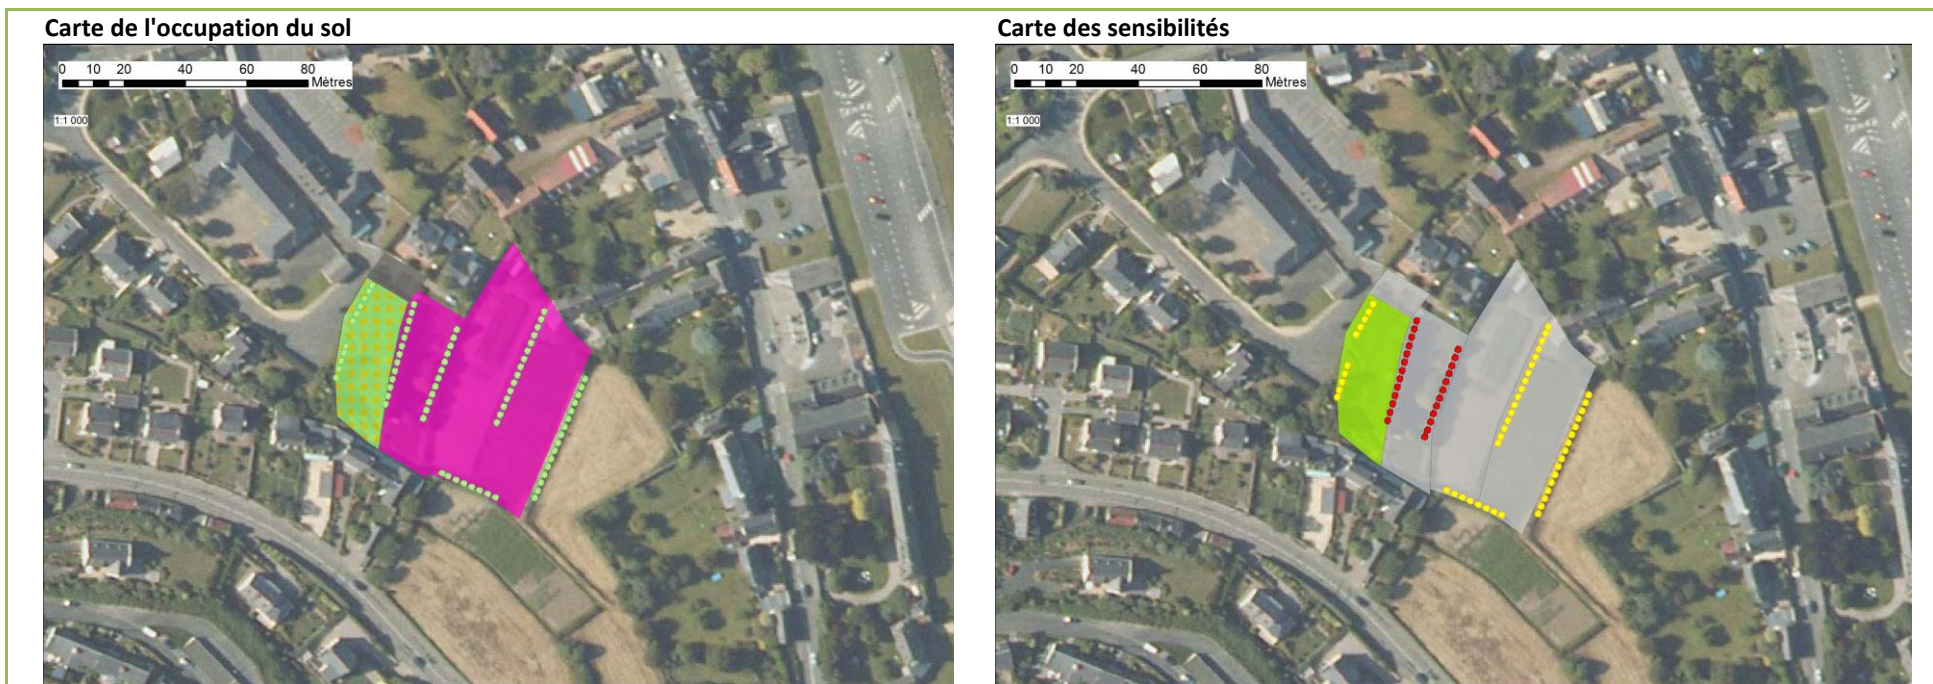 Carte de l'occupation du sol
0 10 20 40 60 80
Mètres
1:1 000
Carte des sensibilités
0 10 20 40 60 80
Mètres
1:1 000